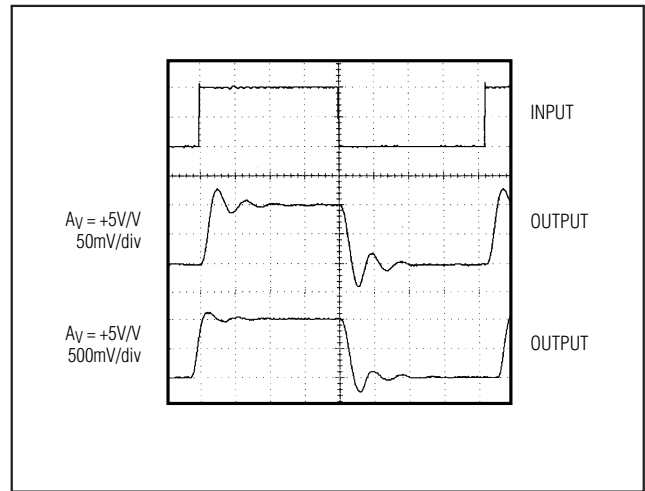 INPUT
AV = +5V/V
50mV/div
OUTPUT
AV = +5V/V
500mV/div
OUTPUT